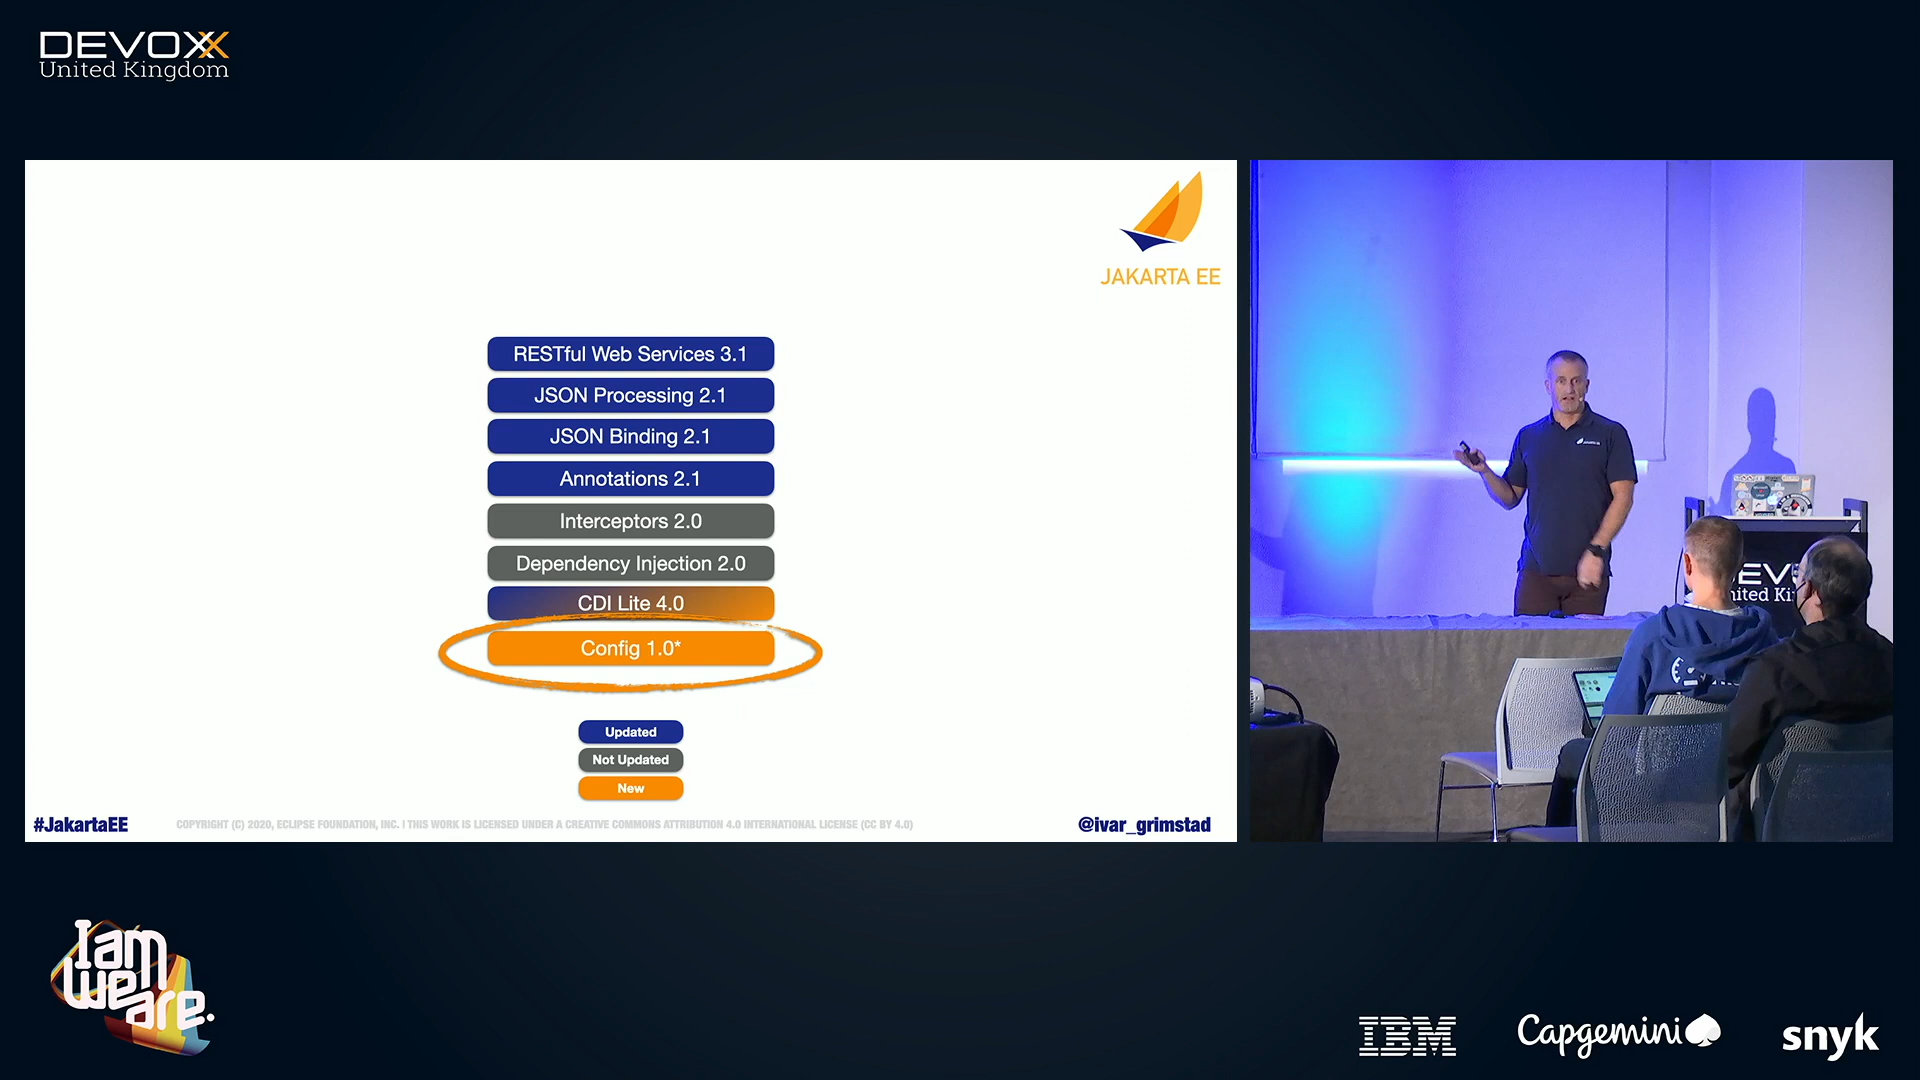 DEVOXX
United Kingdom
JAKARTA EE
RESTful Web Services 3.1
JSON Processing 2.1
JSON Binding 2.1
Annotations 2.1
Interceptors 2.0
Dependency Injection 2.0
CDI Lite 4.0
Config 1.0*
Updated
Not Updated
New
#JakartaEE
COPYRIGHT (C) 2020, ECLIPSE FOUNDATION, INC. I THIS WORK IS LICENSED UNDER A CREATIVE COMMONS ATTRIBUTION 4.0 INTERNATIONAL LICENSE (CC BY 4.0)
@ivar_grimstad
I am
we
are.
IBM
Capgemini
snyk